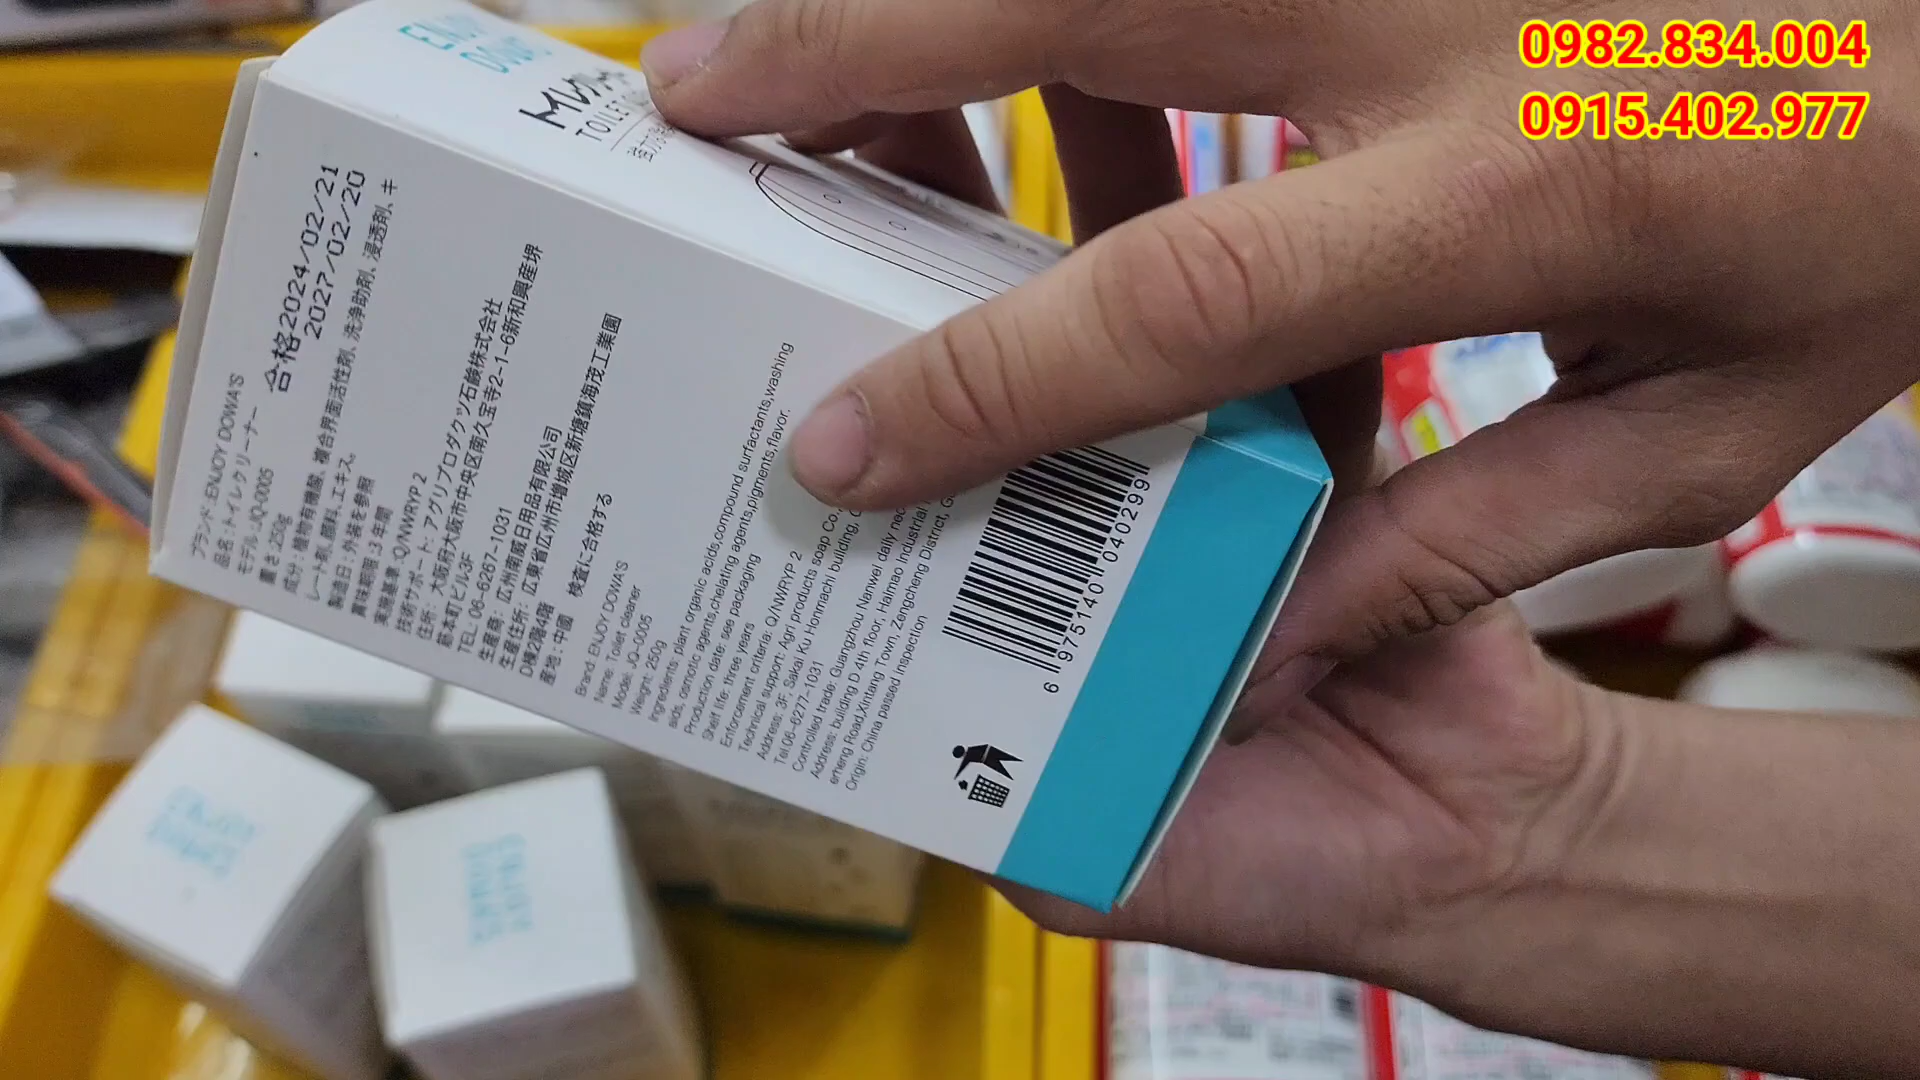 0982.834.004
0915.402.977
ENJOY
TOILET
強力
合格2024/02/21
2027/02/20
ブランド:ENJOY DOWA'S
品名:トイレクリーナー
モデル:JQ-0005
重さ:250g
成分:植物有機酸、複合界面活性剤、洗浄助剤、浸透剤、キ
レート剤、顔料、エキス。
製造日:外装を参照
賞味期限:3年間
実施基準:Q/NWRYP 2
技術サポート:アグリプロダクツ石鹸株式会社
住所:大阪府大阪市中央区南久宝寺2-1-6新和興産堺
筋本町ビル3F
TEL:06-6267-1031
生産商:広州南威日用品有限公司
生産住所:広東省広州市増城区新塘鎮海茂工業園
D棟2階4階
産地:中國 検査に合格する
Brand: ENJOY DOWA'S
Name: Toilet cleaner
Model: JQ-0005
Weight: 250g
Ingredients: plant organic acids,compound surfactants,washing
aids, osmotic agents,chelating agents,pigments,flavor.
Production date: see packaging
Shelf life: three years
Enforcement criteria: Q/NWRYP 2
Technical support: Agri products soap Co.,
Address: 3F, Sakai Ku Honmachi building,
Tel.06-6277-1031
Controlled trade: Guangzhou Nanwei daily nec
Address: building D 4th floor, Haimao Industrial
erheng Road,Xintang Town, Zengcheng District, G
Origin: China passed inspection
6 975140 040299